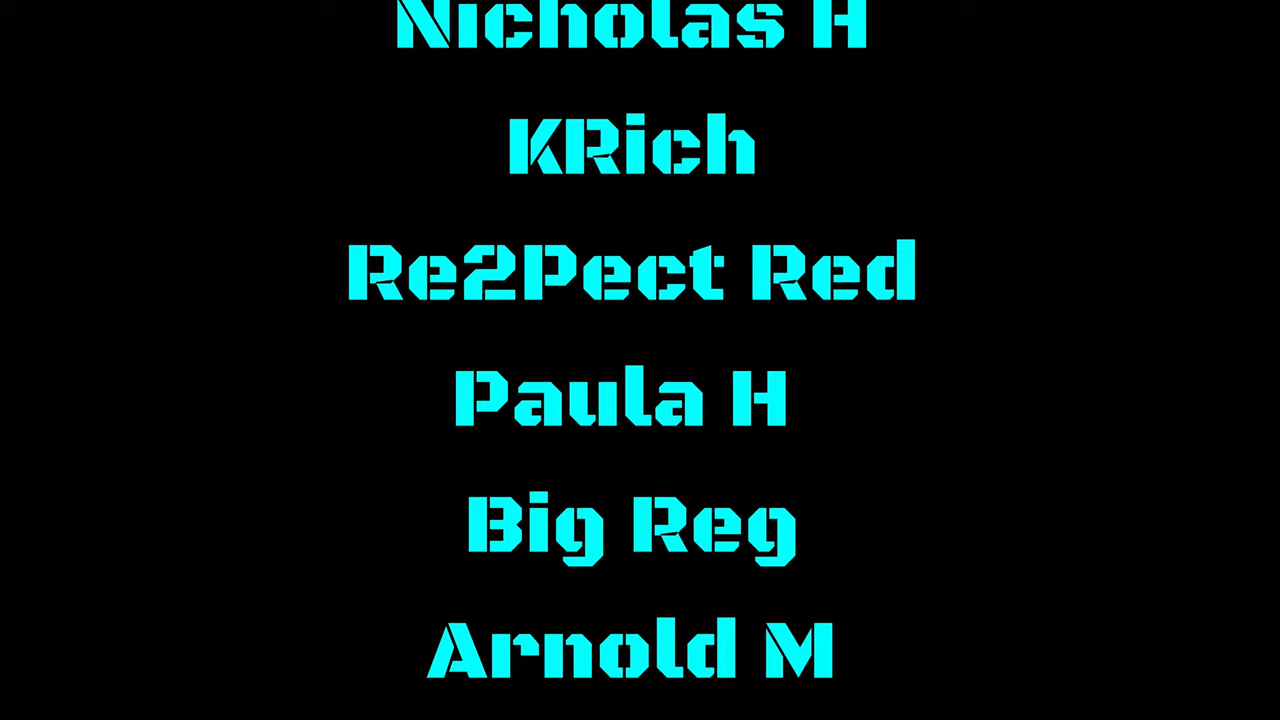 Nicholas H
KRich
Re2Pect Red
Paula H
Big Reg
Arnold M